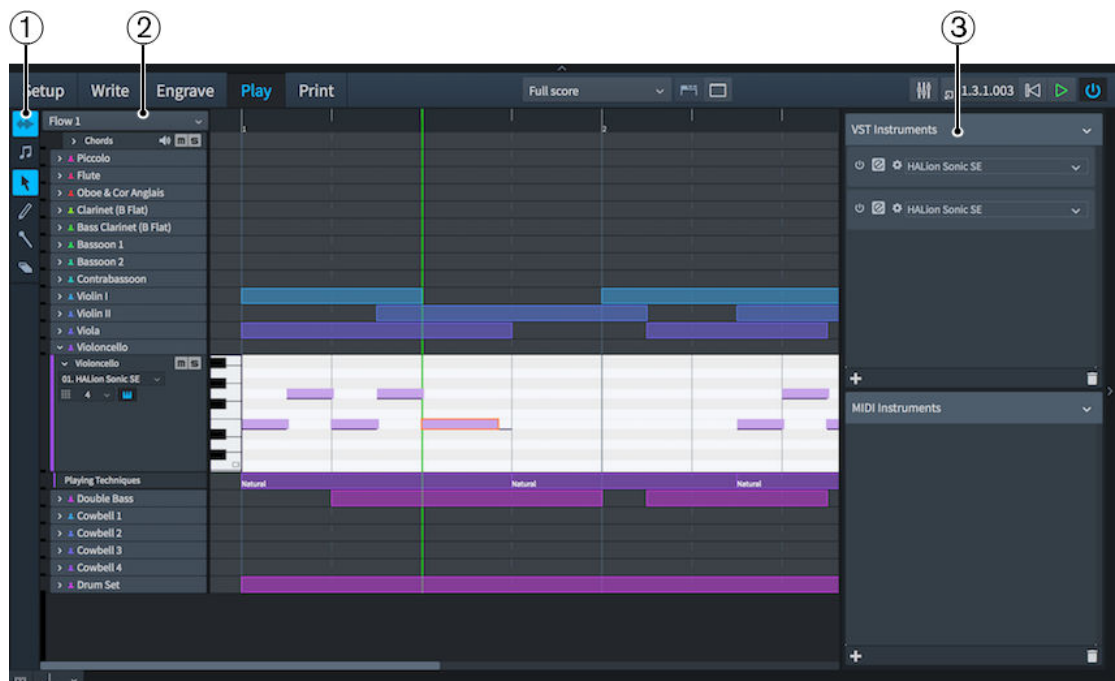 1 2 3
Setup Write Engrave Play Print Full score 1.3.1.003
Flow 1
1 2
Chords m s
Piccolo
Flute
Oboe & Cor Anglais
Clarinet (B Flat)
Bass Clarinet (B Flat)
Bassoon 1
Bassoon 2
Contrabassoon
Violin I
Violin II
Viola
Violoncello
Violoncello m s
01. HALion Sonic SE
4
Playing Techniques Natural Natural Natural
Double Bass
Cowbell 1
Cowbell 2
Cowbell 3
Cowbell 4
Drum Set
VST Instruments
HALion Sonic SE
HALion Sonic SE
MIDI Instruments